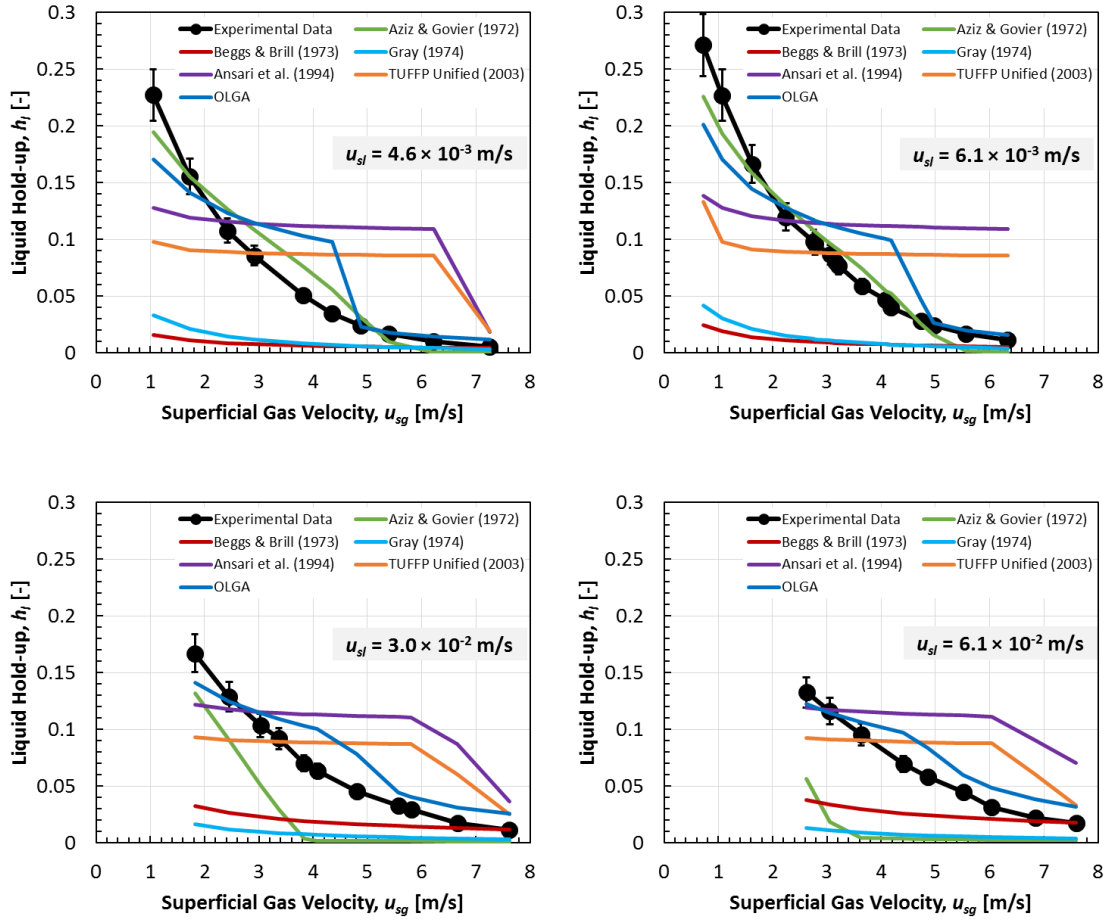 0.3
0.25
0.2
0.15
0.1
0.05
0
Liquid Hold-up, hl [-]
Experimental Data
Aziz & Govier (1972)
Beggs & Brill (1973)
Gray (1974)
Ansari et al. (1994)
TUFFP Unified (2003)
OLGA
usl = 4.6 × 10-3 m/s
0 1 2 3 4 5 6 7 8
Superficial Gas Velocity, usg [m/s]
0.3
0.25
0.2
0.15
0.1
0.05
0
Liquid Hold-up, hl [-]
Experimental Data
Aziz & Govier (1972)
Beggs & Brill (1973)
Gray (1974)
Ansari et al. (1994)
TUFFP Unified (2003)
OLGA
usl = 6.1 × 10-3 m/s
0 1 2 3 4 5 6 7 8
Superficial Gas Velocity, usg [m/s]
0.3
0.25
0.2
0.15
0.1
0.05
0
Liquid Hold-up, hl [-]
Experimental Data
Aziz & Govier (1972)
Beggs & Brill (1973)
Gray (1974)
Ansari et al. (1994)
TUFFP Unified (2003)
OLGA
usl = 3.0 × 10-2 m/s
0 1 2 3 4 5 6 7 8
Superficial Gas Velocity, usg [m/s]
0.3
0.25
0.2
0.15
0.1
0.05
0
Liquid Hold-up, hl [-]
Experimental Data
Aziz & Govier (1972)
Beggs & Brill (1973)
Gray (1974)
Ansari et al. (1994)
TUFFP Unified (2003)
OLGA
usl = 6.1 × 10-2 m/s
0 1 2 3 4 5 6 7 8
Superficial Gas Velocity, usg [m/s]